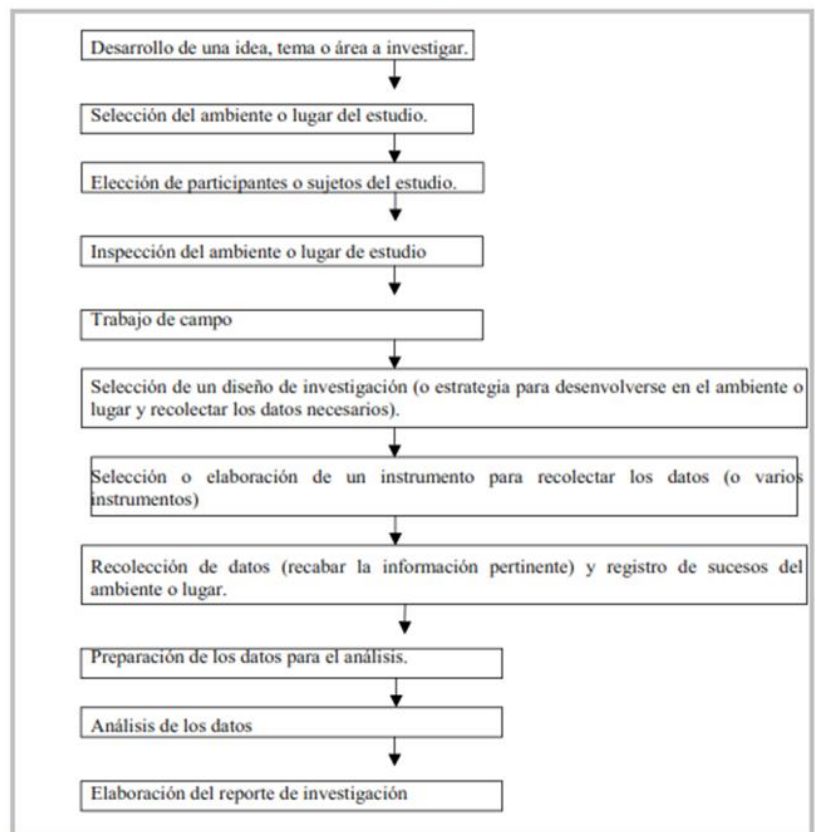 Desarrollo de una idea, tema o área a investigar.
Selección del ambiente o lugar del estudio.
Elección de participantes o sujetos del estudio.
Inspección del ambiente o lugar de estudio
Trabajo de campo
Selección de un diseño de investigación (o estrategia para desenvolverse en el ambiente o
lugar y recolectar los datos necesarios).
Selección o elaboración de un instrumento para recolectar los datos (o varios
instrumentos)
Recolección de datos (recabar la información pertinente) y registro de sucesos del
ambiente o lugar.
Preparación de los datos para el análisis.
Análisis de los datos
Elaboración del reporte de investigación